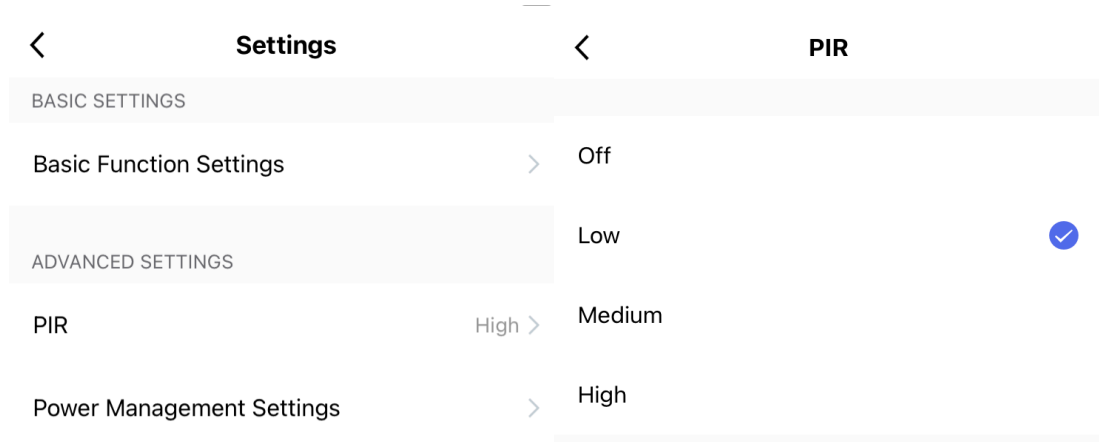 Settings
BASIC SETTINGS
Basic Function Settings
ADVANCED SETTINGS
PIR High
Power Management Settings
PIR
Off
Low
Medium
High